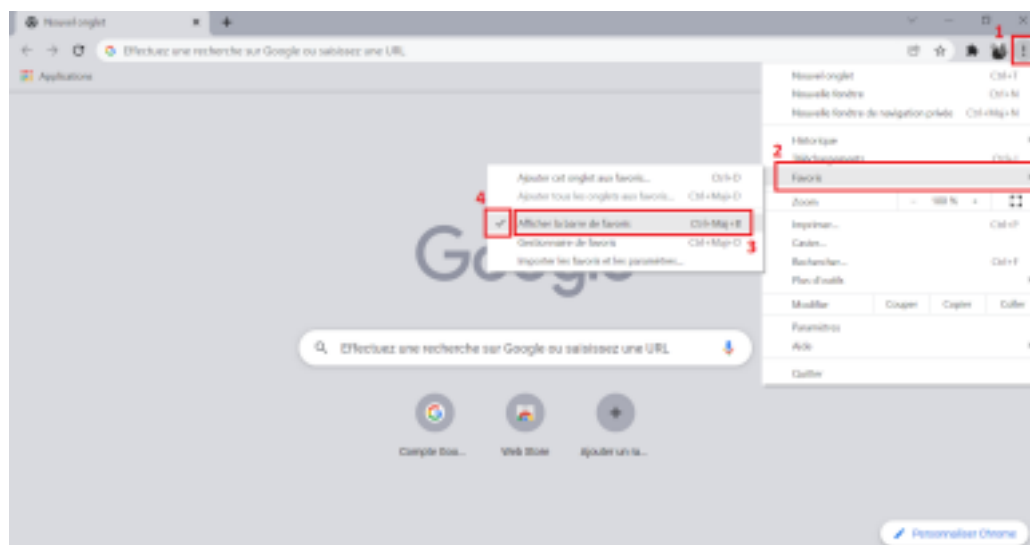 Nouvel onglet
Effectuez une recherche sur Google ou saisissez une URL
1
Applications
Nouvel onglet Ctrl+T
Nouvelle fenêtre Ctrl+N
Nouvelle fenêtre de navigation privée Ctrl+Maj+N
Historique
2
Téléchargements Ctrl+J
Favoris
Zoom - 100 % +
Imprimer... Ctrl+P
Caster...
Rechercher... Ctrl+F
Plus d'outils
Modifier Couper Copier Coller
Paramètres
Aide
Quitter
Ajouter cet onglet aux favoris... Ctrl+D
Ajouter tous les onglets aux favoris... Ctrl+Maj+D
4
Afficher la barre de favoris Ctrl+Maj+B
3
Gestionnaire de favoris Ctrl+Maj+O
Importer les favoris et les paramètres...
Google
Effectuez une recherche sur Google ou saisissez une URL
Compte Goo...
Web Store
Ajouter un ra...
Personnaliser Chrome